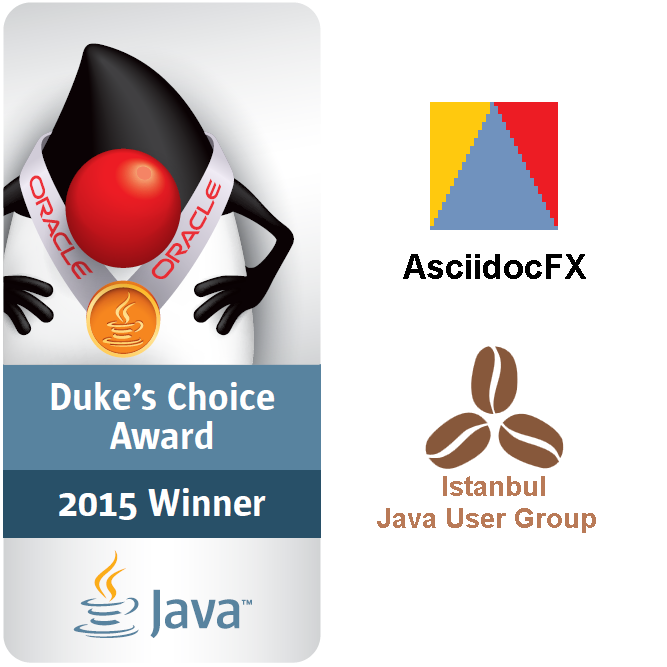 ORACLE
ORACLE
Duke's Choice
Award
2015 Winner
Java™
AsciidocFX
Istanbul
Java User Group